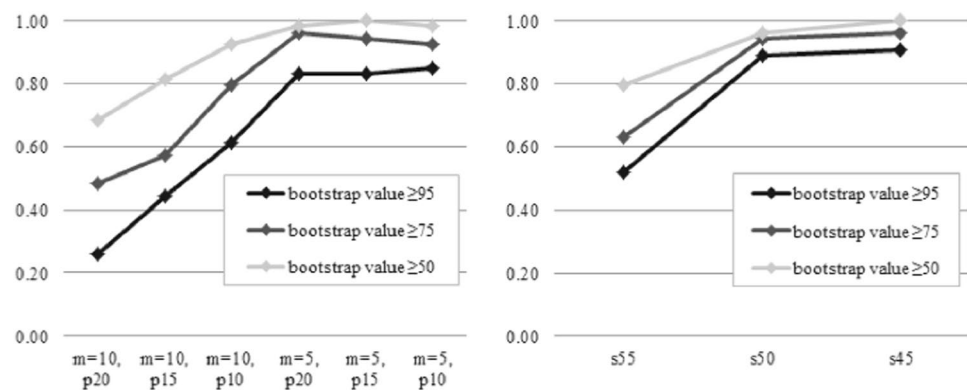 1.00
0.80
0.60
0.40
0.20
0.00
bootstrap value ≥95
bootstrap value ≥75
bootstrap value ≥50
m=10, m=10, m=10, m=5, m=5, m=5,
p20 p15 p10 p20 p15 p10
1.00
0.80
0.60
0.40
0.20
0.00
bootstrap value ≥95
bootstrap value ≥75
bootstrap value ≥50
s55 s50 s45